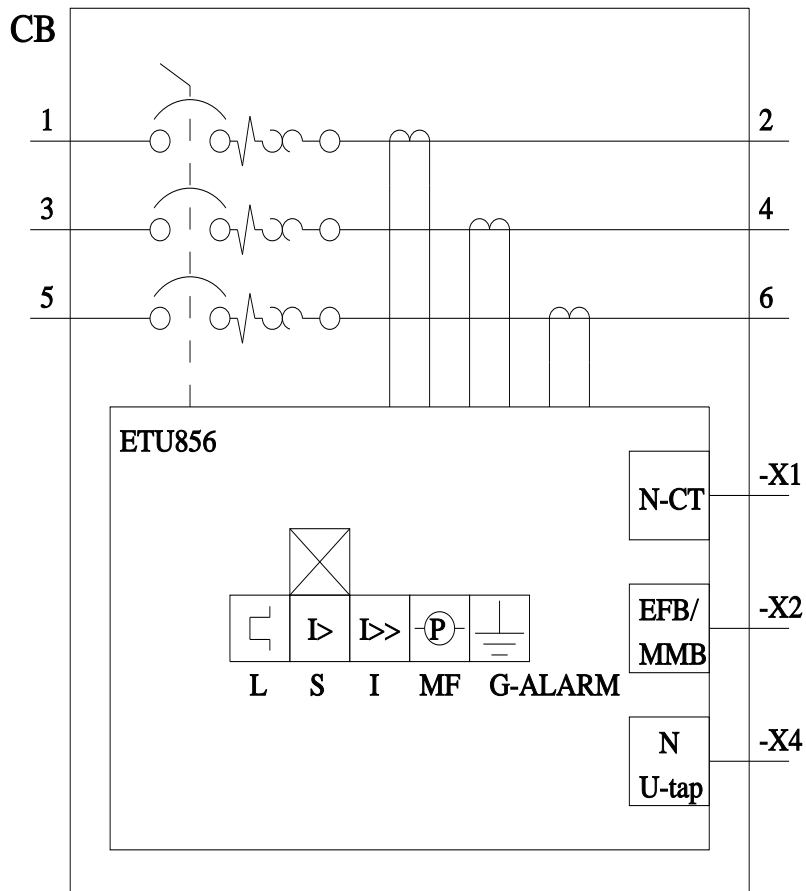 CB
1
2
3
4
5
6
ETU856
N-CT
-X1
I>
I>>
P
L
S
I
MF
G-ALARM
EFB/
MMB
-X2
N
U-tap
-X4